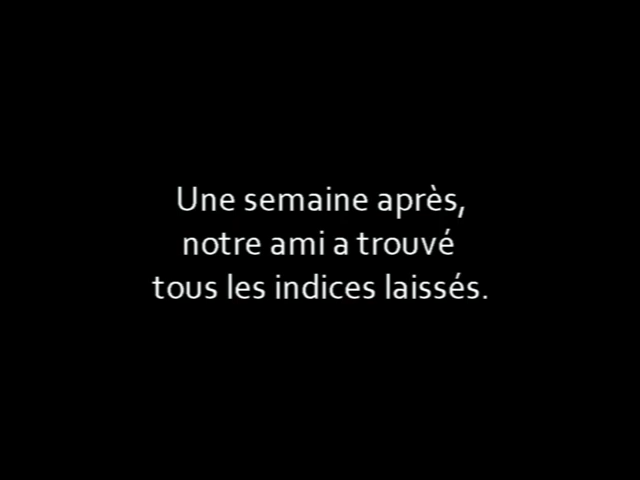 Une semaine après,
notre ami a trouvé
tous les indices laissés.